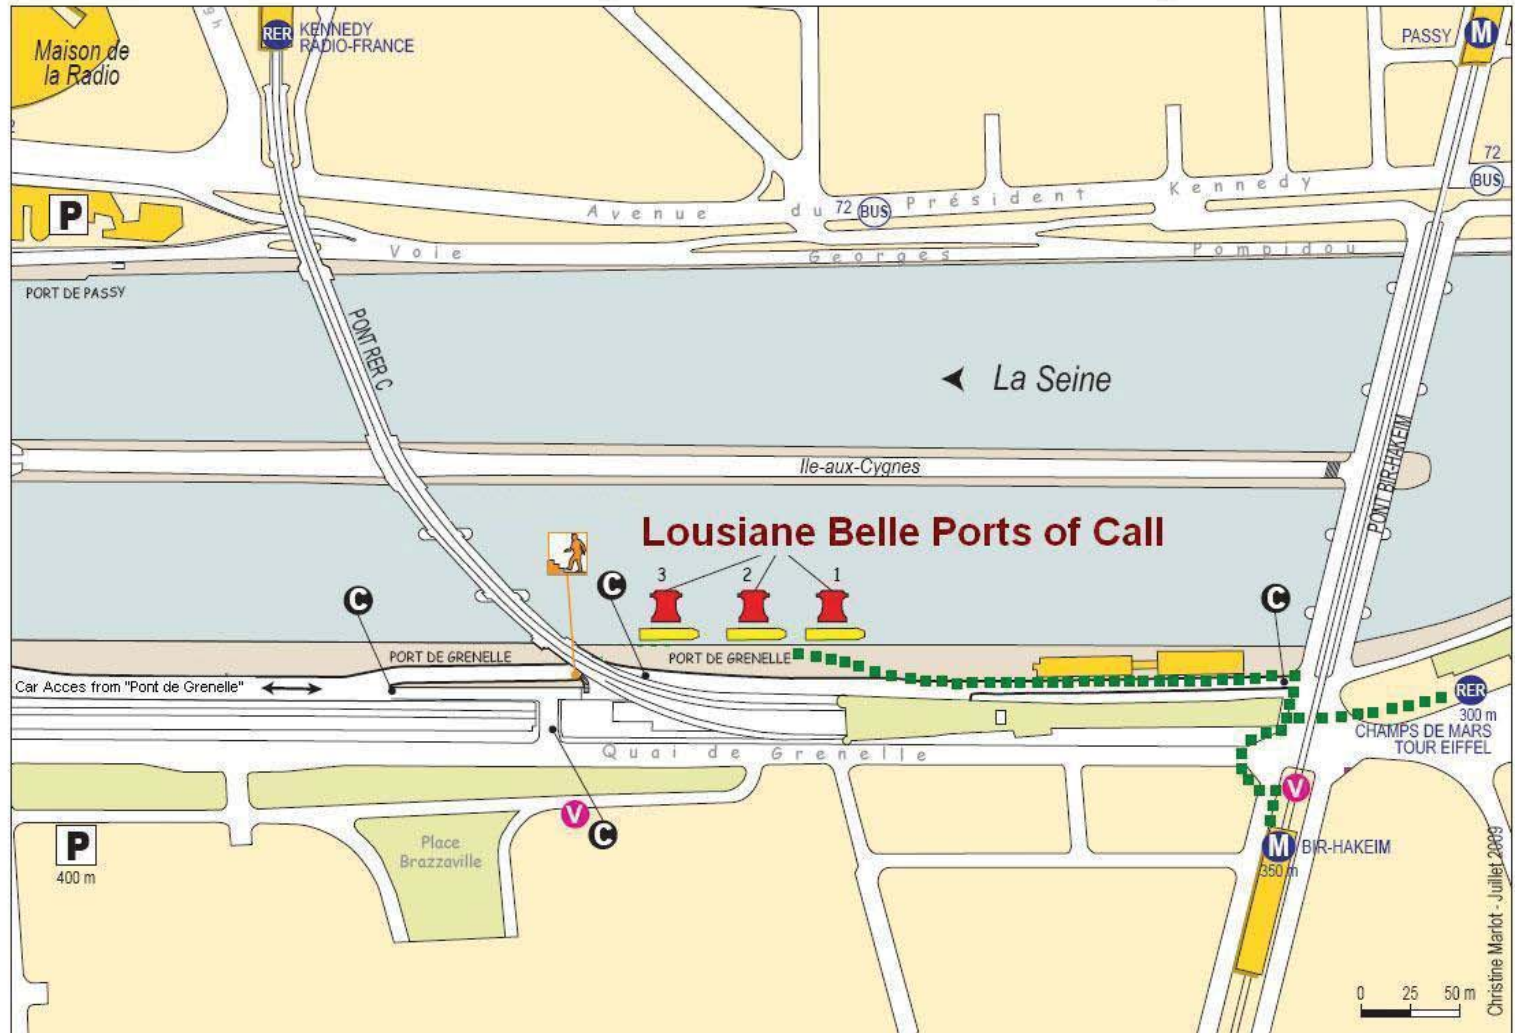 gh
RER
KENNEDY
RADIO-FRANCE
PASSY
M
Maison de
la Radio
2
72
BUS
P
Avenue du Président Kennedy
72
BUS
Voie Georges Pompidou
PORT DE PASSY
PONT RER C
La Seine
Ile-aux-Cygnes
PONT BIR-HAKEIM
Lousiane Belle Ports of Call
3
2
1
C
C
C
PORT DE GRENELLE
PORT DE GRENELLE
Car Acces from "Pont de Grenelle"
RER
300 m
CHAMPS DE MARS
TOUR EIFFEL
Quai de Grenelle
V
V
C
Place
Brazzaville
P
400 m
M
BIR-HAKEIM
350 m
Christine Marlot - Juillet 2009
0
25
50 m